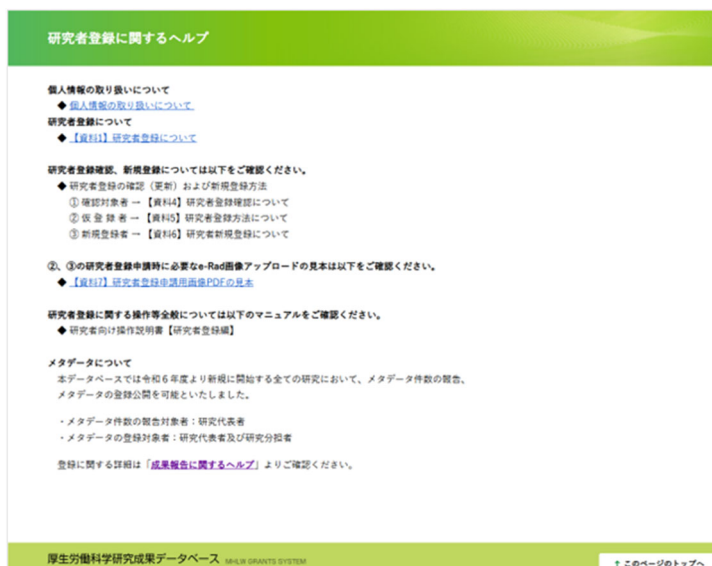 研究者登録に関するヘルプ
個人情報の取り扱いについて
◆ 個人情報の取り扱いについて
研究者登録について
◆ 【資料1】研究者登録について
研究者登録確認、新規登録については以下をご確認ください。
◆ 研究者登録の確認（更新）および新規登録方法
① 確認対象者 → 【資料4】研究者登録確認について
② 仮 登 録 者 → 【資料5】研究者登録方法について
③ 新規登録者 → 【資料6】研究者新規登録について
②、③の研究者登録申請時に必要なe-Rad画像アップロードの見本は以下をご確認ください。
◆ 【資料7】研究者登録申請用画像PDFの見本
研究者登録に関する操作等全般については以下のマニュアルをご確認ください。
◆ 研究者向け操作説明書【研究者登録編】
メタデータについて
本データベースでは令和６年度より新規に開始する全ての研究において、メタデータ件数の報告、
メタデータの登録公開を可能といたしました。
・メタデータ件数の報告対象者：研究代表者
・メタデータの登録対象者：研究代表者及び研究分担者
登録に関する詳細は「成果報告に関するヘルプ」よりご確認ください。
厚生労働科学研究成果データベース MHLW GRANTS SYSTEM
↑ このページのトップへ